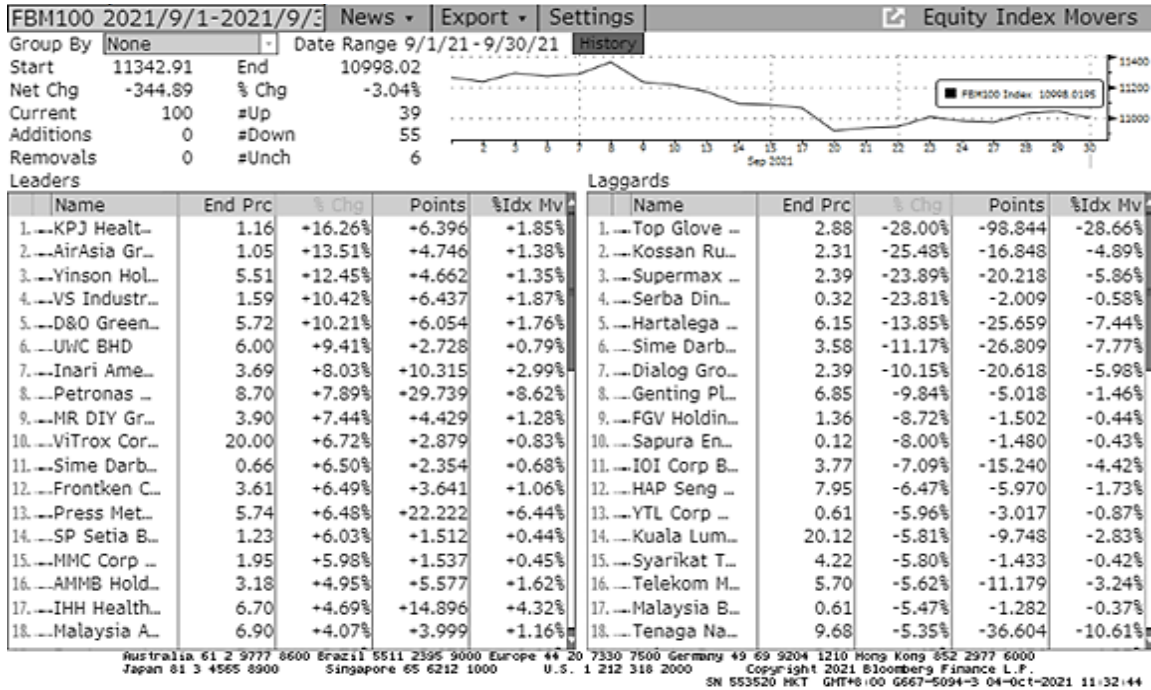 FBM100 2021/9/1-2021/9/3 News Export Settings Equity Index Movers
Group By None Date Range 9/1/21 - 9/30/21 History
Start 11342.91 End 10998.02
Net Chg -344.89 % Chg -3.04%
Current 100 #Up 39
Additions 0 #Down 55
Removals 0 #Unch 6
11400
11200
11000
FBM100 Index 10998.0195
2 3 6 7 8 9 10 13 14 15 17 20 21 22 23 24 27 28 29 30
Sep 2021
Leaders
Name End Prc % Chg Points %Idx Mv
1. KPJ Healt… 1.16 +16.26% +6.396 +1.85%
2. AirAsia Gr… 1.05 +13.51% +4.746 +1.38%
3. Yinson Hol… 5.51 +12.45% +4.662 +1.35%
4. VS Industr… 1.59 +10.42% +6.437 +1.87%
5. D&O Green… 5.72 +10.21% +6.054 +1.76%
6. UWC BHD 6.00 +9.41% +2.728 +0.79%
7. Inari Ame… 3.69 +8.03% +10.315 +2.99%
8. Petronas … 8.70 +7.89% +29.739 +8.62%
9. MR DIY Gr… 3.90 +7.44% +4.429 +1.28%
10. ViTrox Cor… 20.00 +6.72% +2.879 +0.83%
11. Sime Darb… 0.66 +6.50% +2.354 +0.68%
12. Frontken C… 3.61 +6.49% +3.641 +1.06%
13. Press Met… 5.74 +6.48% +22.222 +6.44%
14. SP Setia B… 1.23 +6.03% +1.512 +0.44%
15. MMC Corp … 1.95 +5.98% +1.537 +0.45%
16. AMMB Hold… 3.18 +4.95% +5.577 +1.62%
17. IHH Health… 6.70 +4.69% +14.896 +4.32%
18. Malaysia A… 6.90 +4.07% +3.999 +1.16%
Laggards
Name End Prc % Chg Points %Idx Mv
1. Top Glove … 2.88 -28.00% -98.844 -28.66%
2. Kossan Ru… 2.31 -25.48% -16.848 -4.89%
3. Supermax … 2.39 -23.89% -20.218 -5.86%
4. Serba Din… 0.32 -23.81% -2.009 -0.58%
5. Hartalega … 6.15 -13.85% -25.659 -7.44%
6. Sime Darb… 3.58 -11.17% -26.809 -7.77%
7. Dialog Gro… 2.39 -10.15% -20.618 -5.98%
8. Genting Pl… 6.85 -9.84% -5.018 -1.46%
9. FGV Holdin… 1.36 -8.72% -1.502 -0.44%
10. Sapura En… 0.12 -8.00% -1.480 -0.43%
11. IOI Corp B… 3.77 -7.09% -15.240 -4.42%
12. HAP Seng … 7.95 -6.47% -5.970 -1.73%
13. YTL Corp … 0.61 -5.96% -3.017 -0.87%
14. Kuala Lum… 20.12 -5.81% -9.748 -2.83%
15. Syarikat T… 4.22 -5.80% -1.433 -0.42%
16. Telekom M… 5.70 -5.62% -11.179 -3.24%
17. Malaysia B… 0.61 -5.47% -1.282 -0.37%
18. Tenaga Na… 9.68 -5.35% -36.604 -10.61%
Australia 61 2 9777 8600 Brazil 5511 2395 9000 Europe 44 20 7330 7500 Germany 49 69 9204 1210 Hong Kong 852 2977 6000
Japan 81 3 4565 8900 Singapore 65 6212 1000 U.S. 1 212 318 2000 Copyright 2021 Bloomberg Finance L.P.
SN 553520 HKT GMT+8:00 G667-5094-3 04-Oct-2021 11:32:44